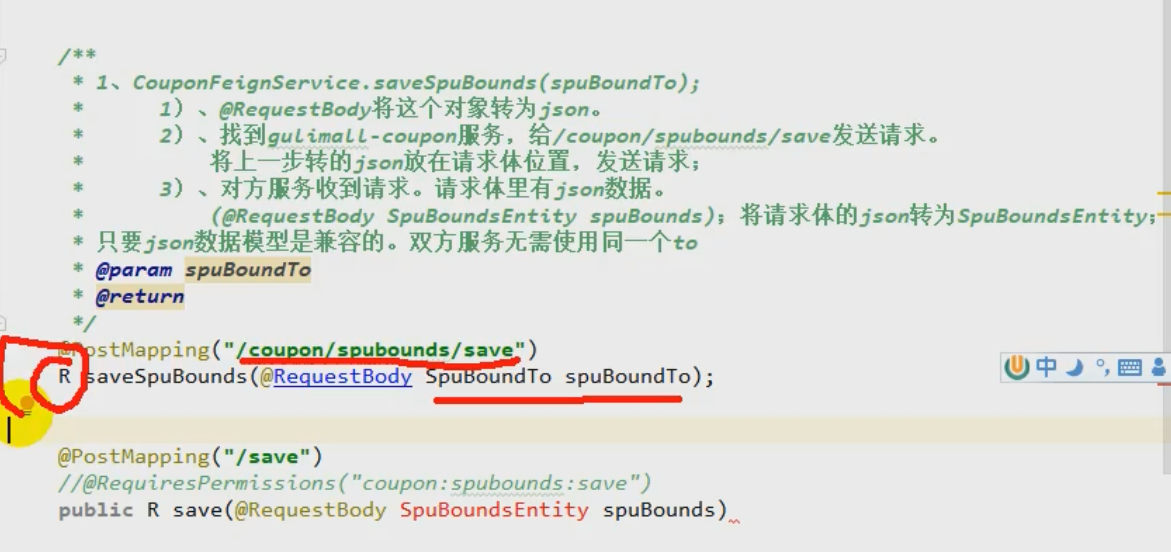 /**
* 1、CouponFeignService.saveSpuBounds(spuBoundTo);
* 1）、@RequestBody将这个对象转为json。
* 2）、找到gulimall-coupon服务，给/coupon/spubounds/save发送请求。
* 将上一步转的json放在请求体位置，发送请求；
* 3）、对方服务收到请求。请求体里有json数据。
* (@RequestBody SpuBoundsEntity spuBounds)；将请求体的json转为SpuBoundsEntity；
* 只要json数据模型是兼容的。双方服务无需使用同一个to
* @param spuBoundTo
* @return
*/
@PostMapping("/coupon/spubounds/save")
R saveSpuBounds(@RequestBody SpuBoundTo spuBoundTo);
中
@PostMapping("/save")
//@RequiresPermissions("coupon:spubounds:save")
public R save(@RequestBody SpuBoundsEntity spuBounds)